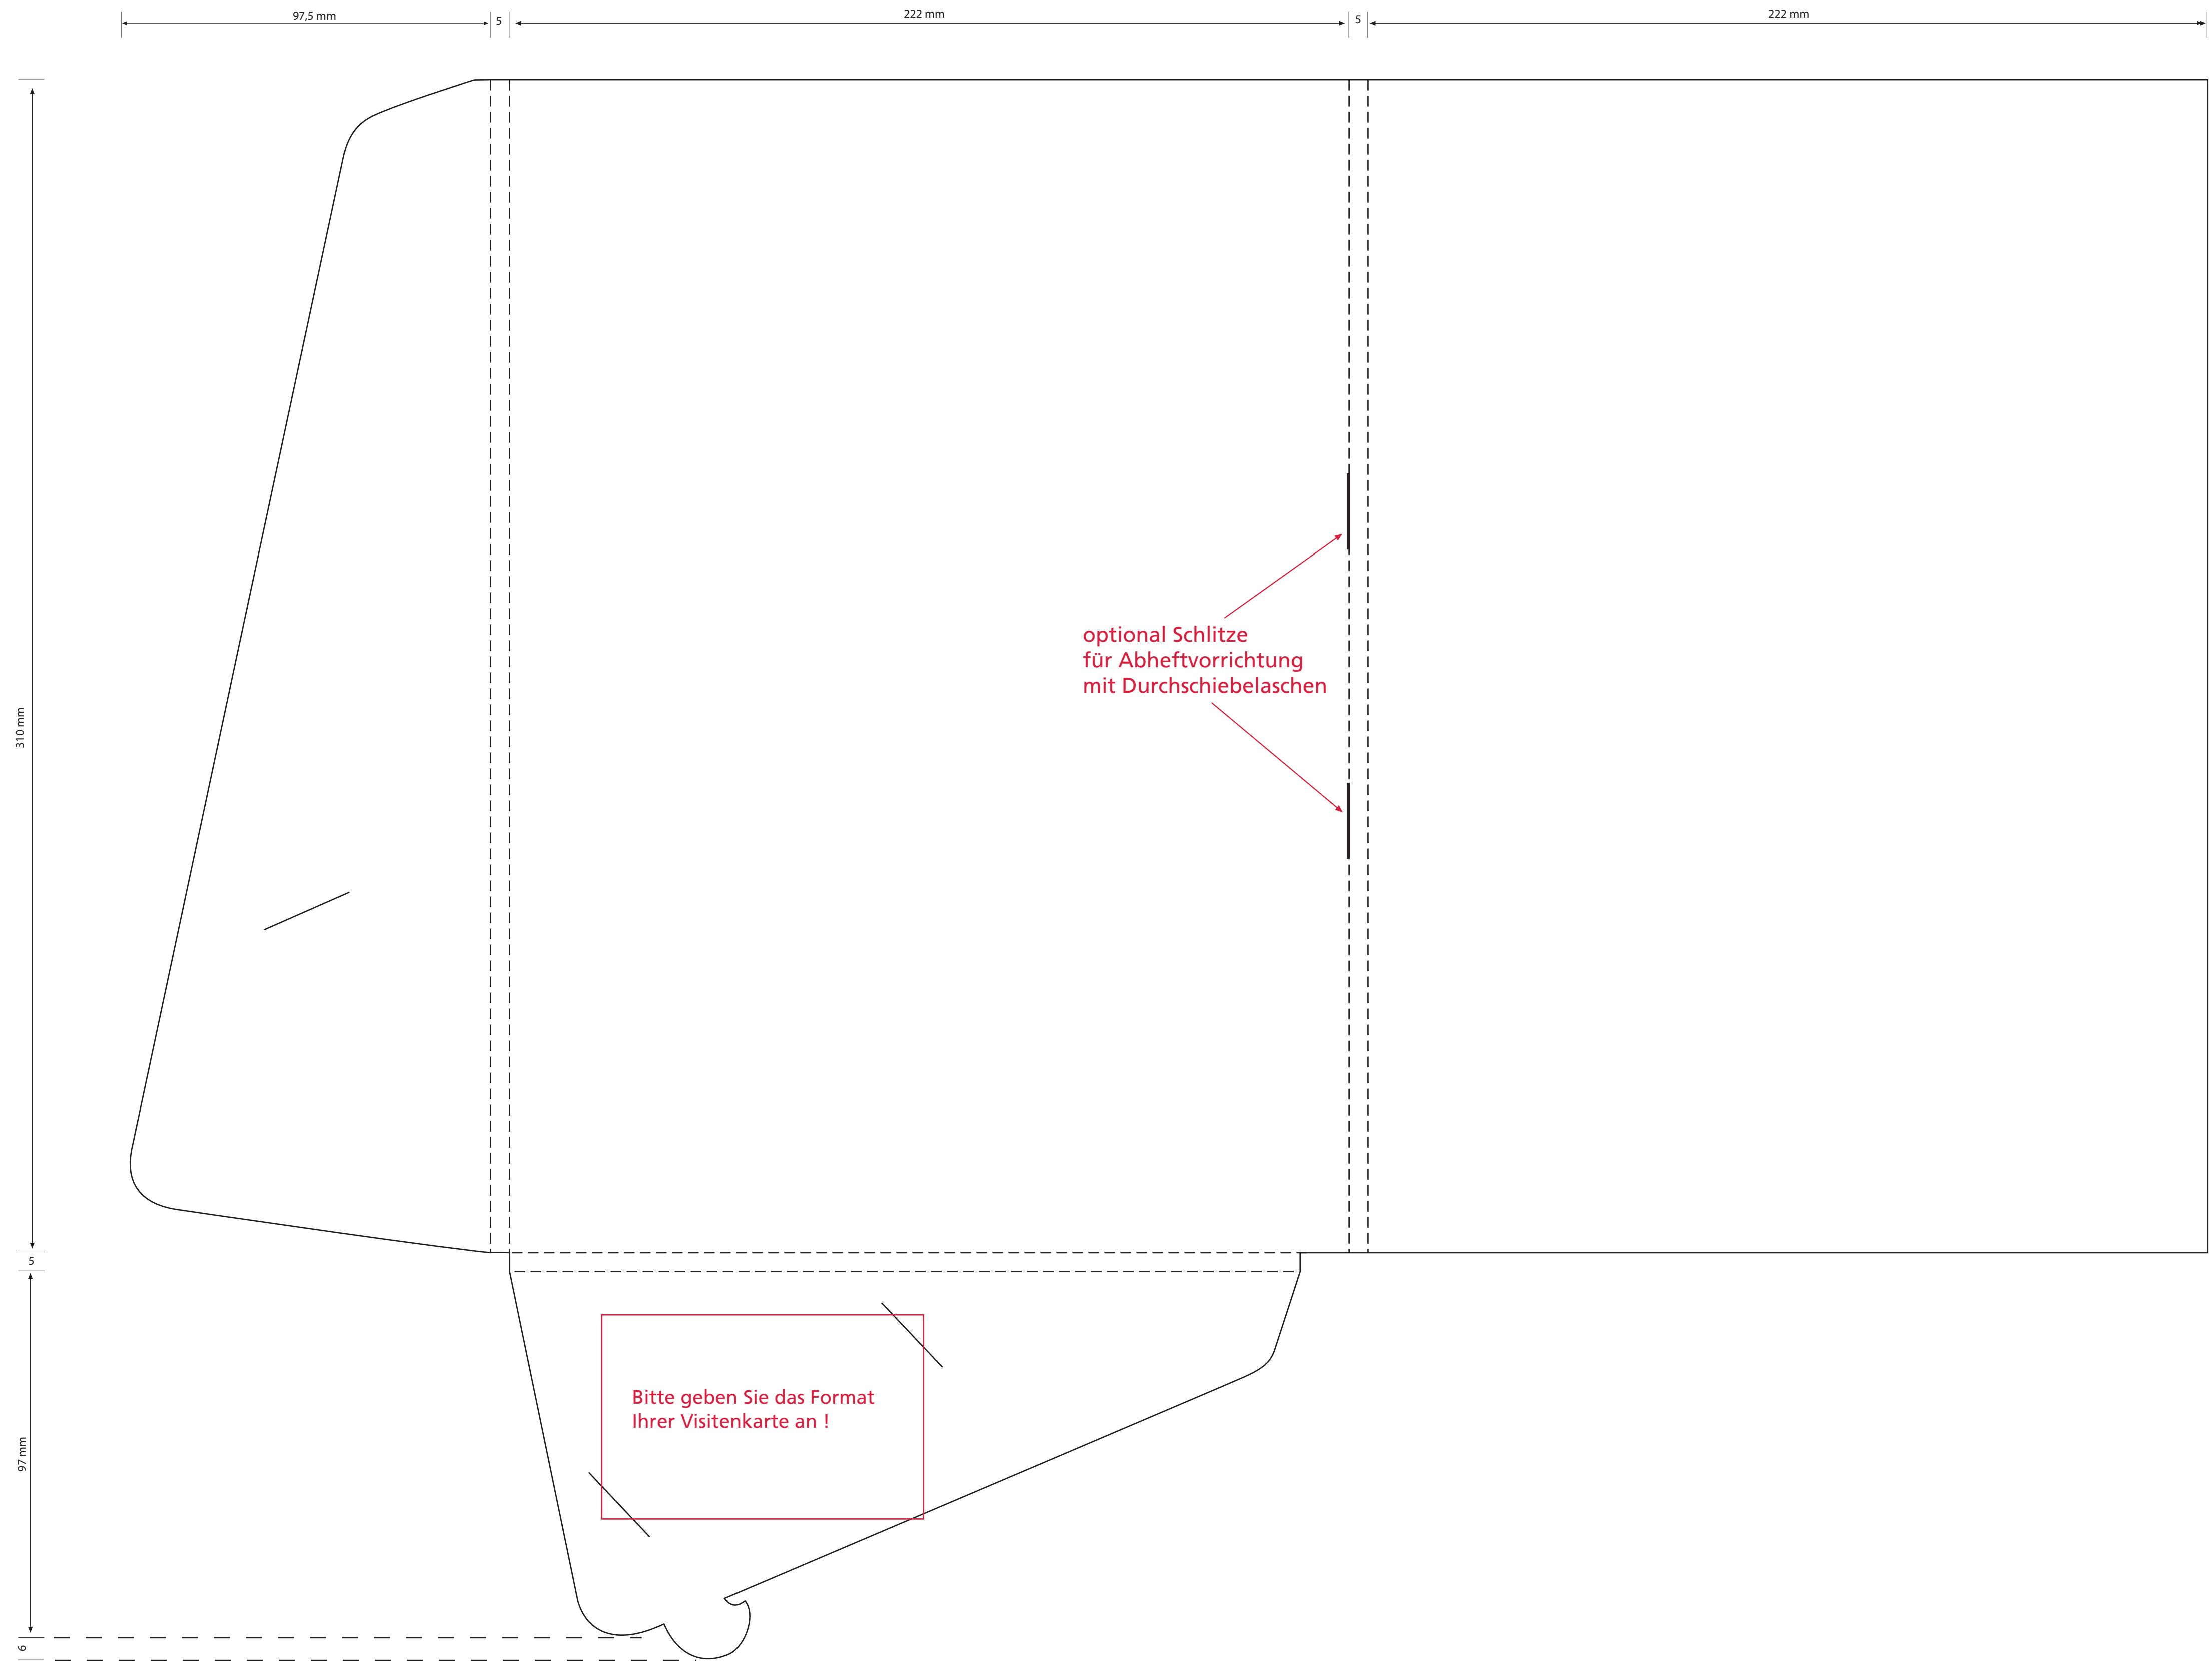 97,5 mm
5
222 mm
5
222 mm
310 mm
optional Schlitze
für Abheftvorrichtung
mit Durchschiebelaschen
5
97 mm
Bitte geben Sie das Format
Ihrer Visitenkarte an !
6